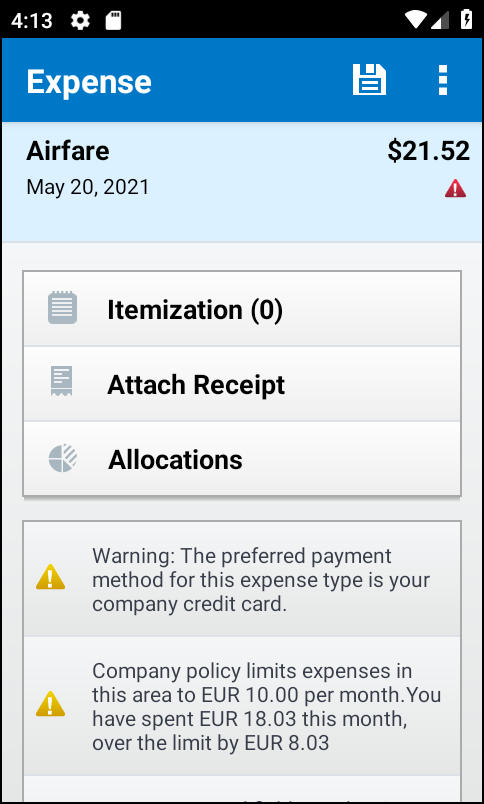 4:13
Expense
Airfare
$21.52
May 20, 2021
Itemization (0)
Attach Receipt
Allocations
Warning: The preferred payment
method for this expense type is your
company credit card.
Company policy limits expenses in
this area to EUR 10.00 per month.You
have spent EUR 18.03 this month,
over the limit by EUR 8.03